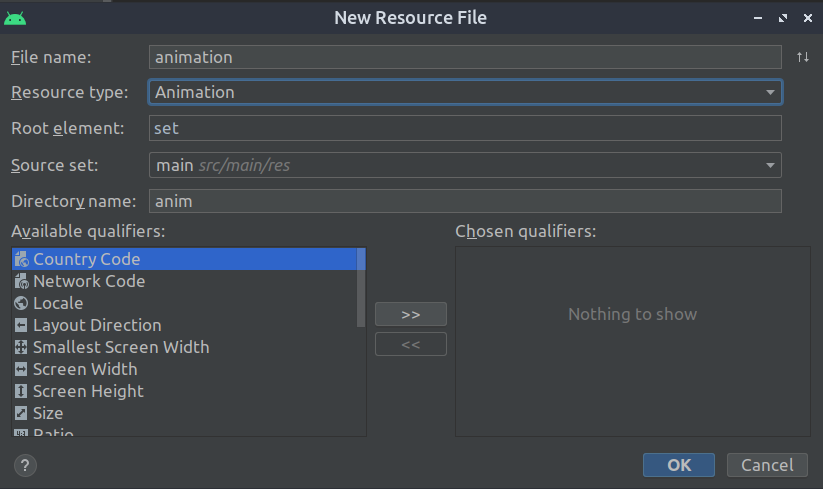 New Resource File
File name: animation
Resource type: Animation
Root element: set
Source set: main src/main/res
Directory name: anim
Available qualifiers: Chosen qualifiers:
Country Code
Network Code
Locale
Layout Direction
Smallest Screen Width
Screen Width
Screen Height
Size
Ratio
>>
<<
Nothing to show
?
OK Cancel